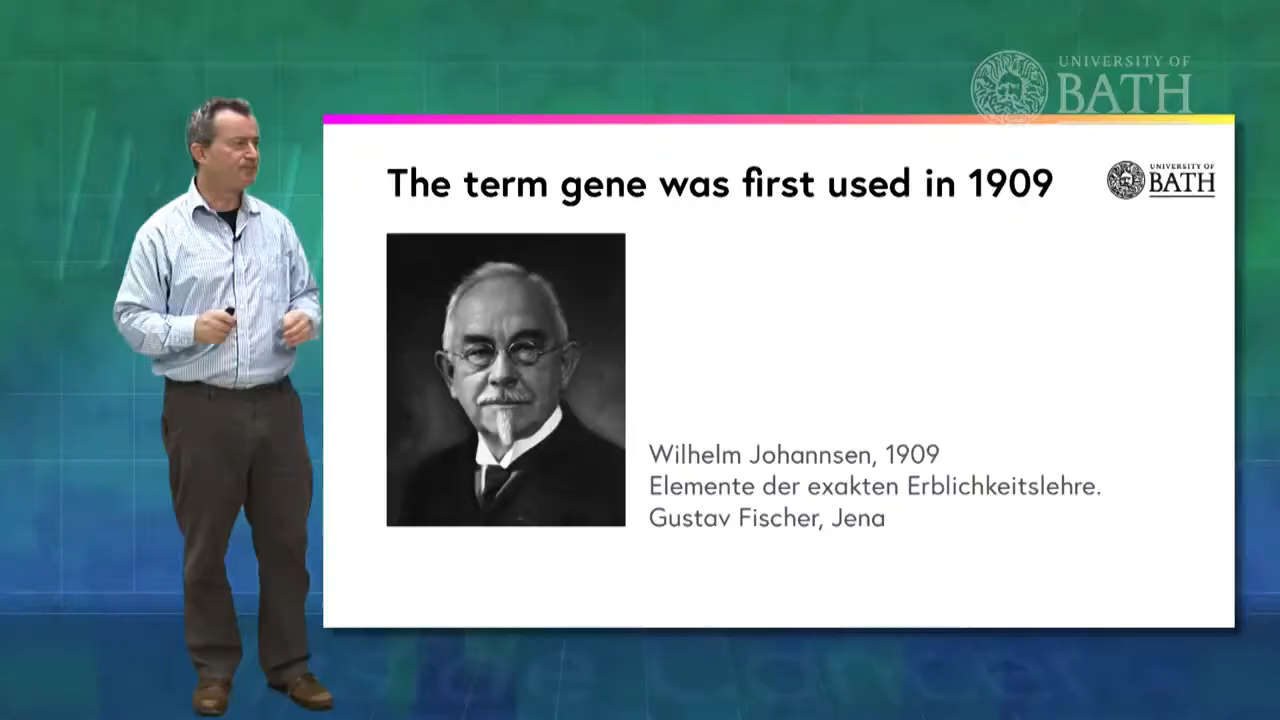 UNIVERSITY OF
BATH
The term gene was first used in 1909
UNIVERSITY OF
BATH
Wilhelm Johannsen, 1909
Elemente der exakten Erblichkeitslehre.
Gustav Fischer, Jena
Cancer